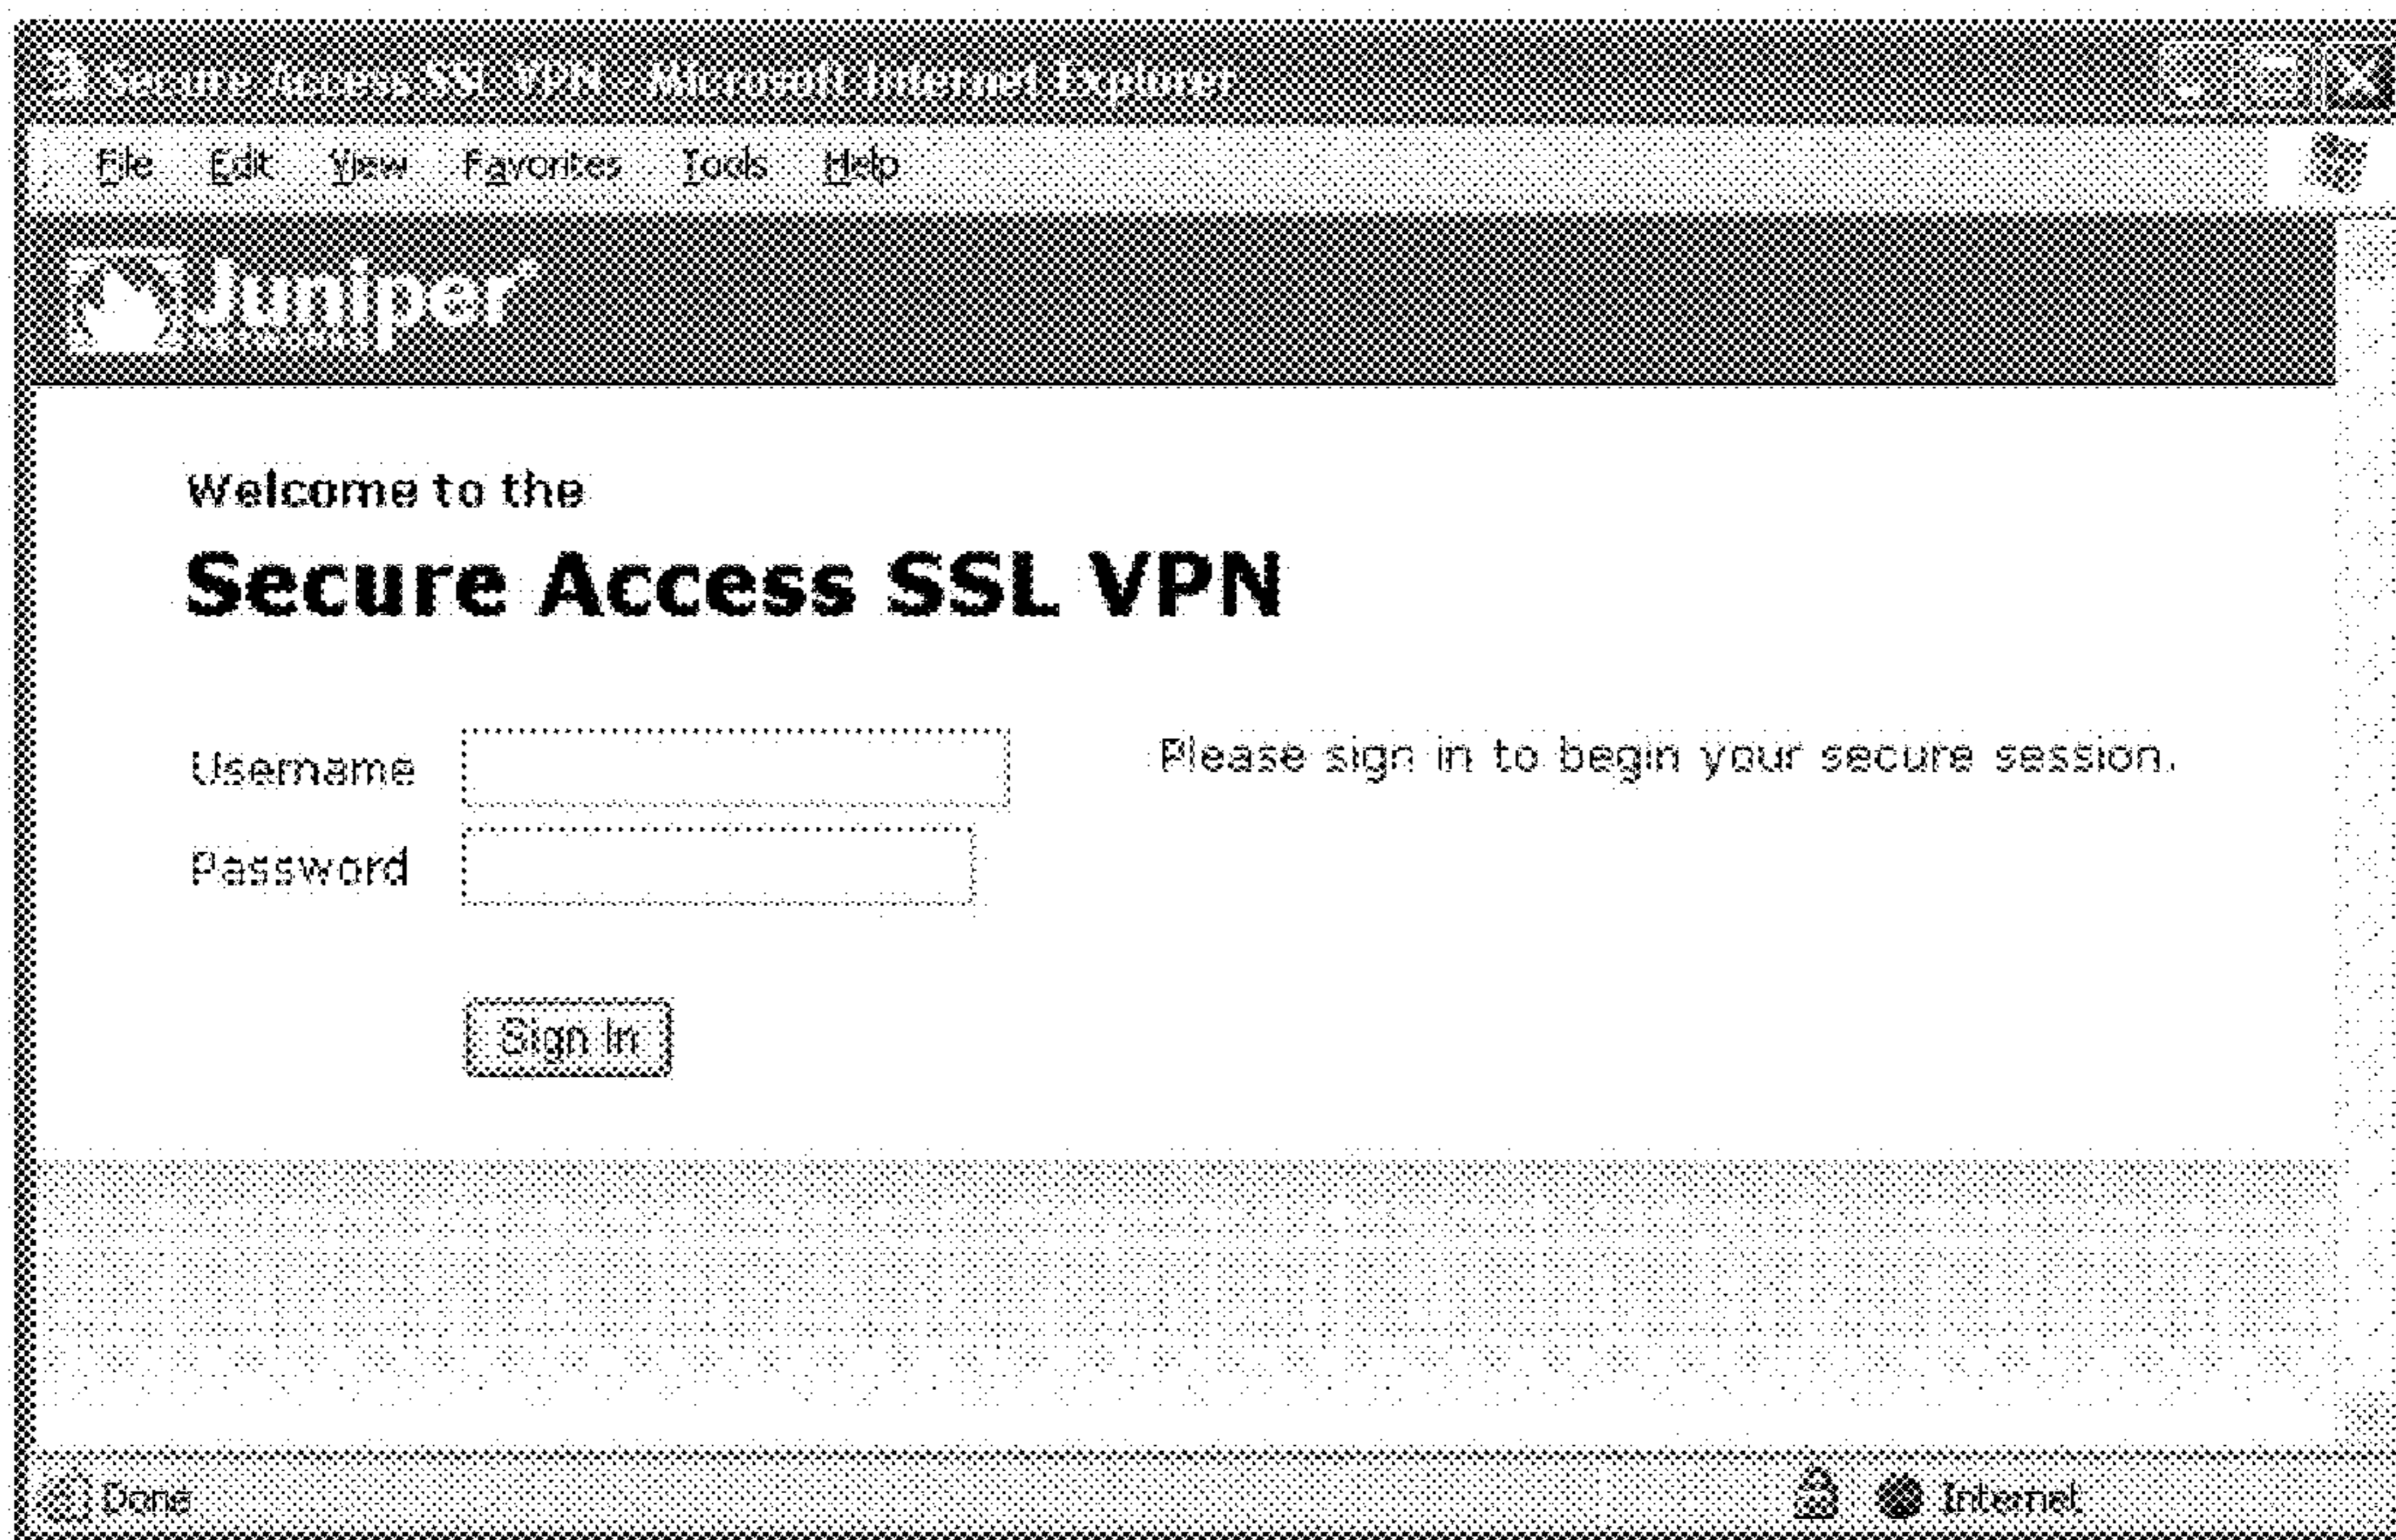 Secure Access SSL VPN - Microsoft Internet Explorer
File Edit View Favorites Tools Help
Juniper®
NETWORKS
Welcome to the
Secure Access SSL VPN
Username
Please sign in to begin your secure session.
Password
Sign In
Done
Internet